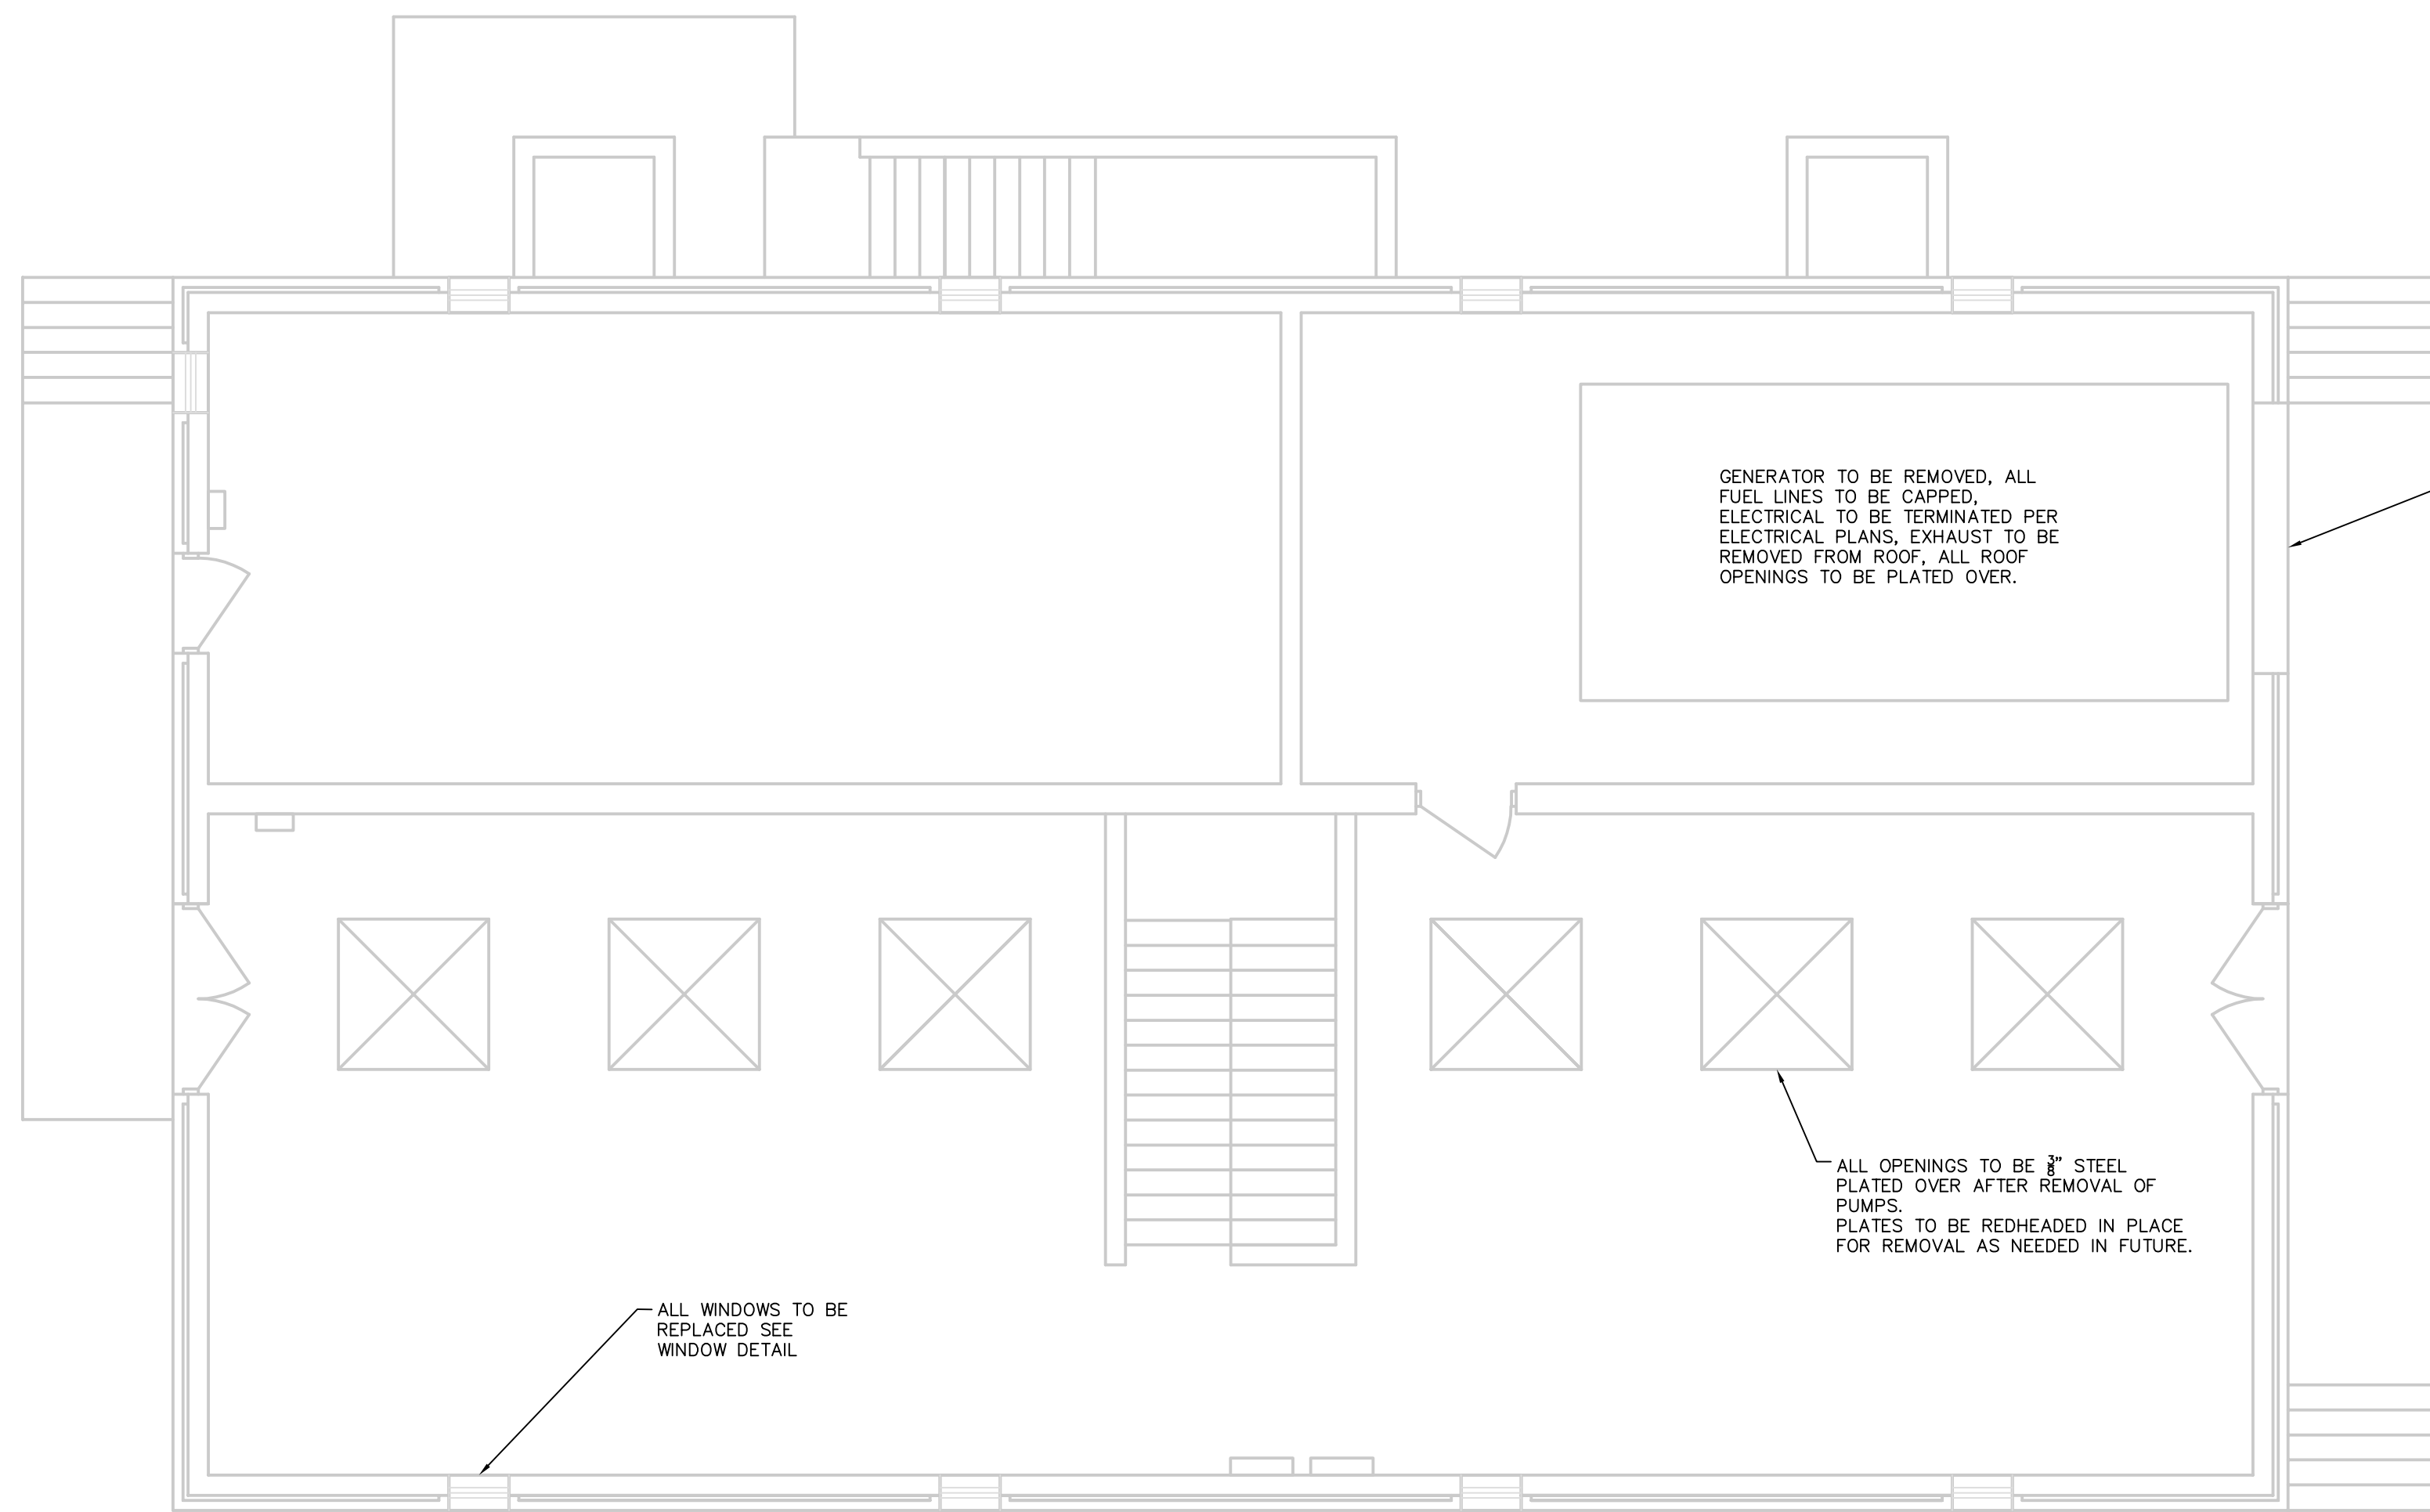 GENERATOR TO BE REMOVED, ALL
FUEL LINES TO BE CAPPED,
ELECTRICAL TO BE TERMINATED PER
ELECTRICAL PLANS, EXHAUST TO BE
REMOVED FROM ROOF, ALL ROOF
OPENINGS TO BE PLATED OVER.
ALL OPENINGS TO BE 3/8" STEEL
PLATED OVER AFTER REMOVAL OF
PUMPS.
PLATES TO BE REDHEADED IN PLACE
FOR REMOVAL AS NEEDED IN FUTURE.
ALL WINDOWS TO BE
REPLACED SEE
WINDOW DETAIL